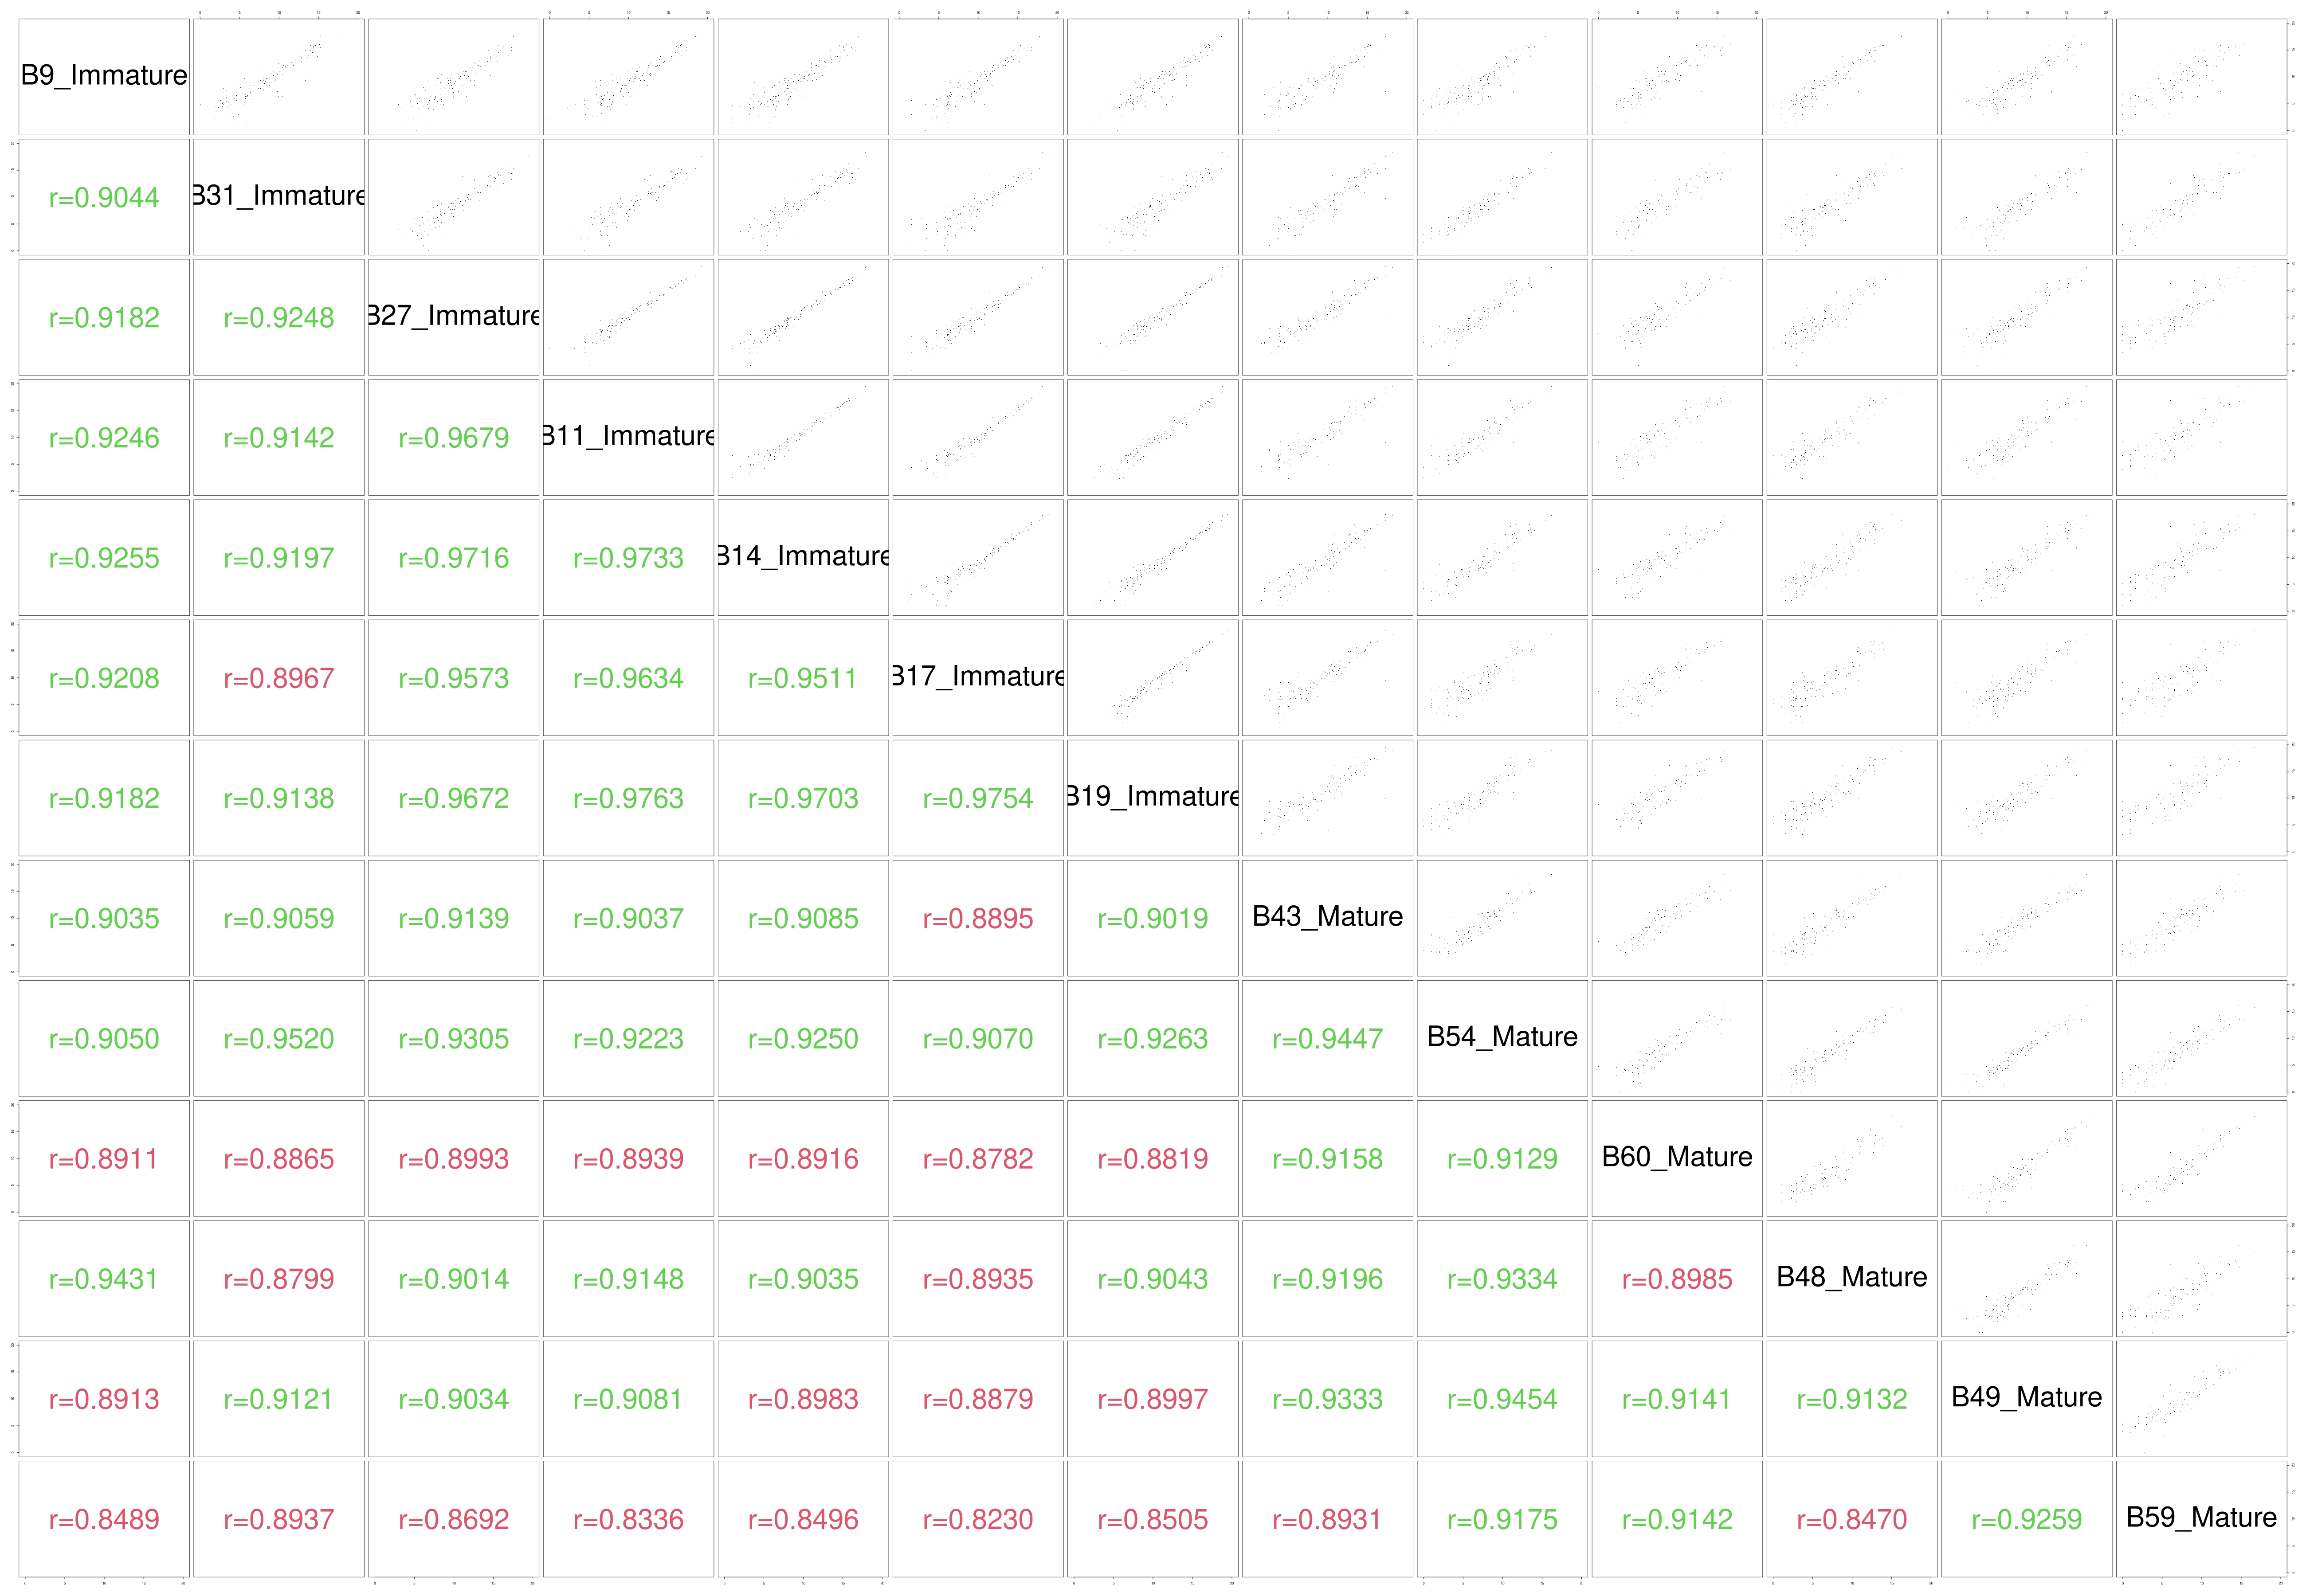 B9_Immature
r=0.9044 B31_Immature
r=0.9182 r=0.9248 B27_Immature
r=0.9246 r=0.9142 r=0.9679 B11_Immature
r=0.9255 r=0.9197 r=0.9716 r=0.9733 B14_Immature
r=0.9208 r=0.8967 r=0.9573 r=0.9634 r=0.9511 B17_Immature
r=0.9182 r=0.9138 r=0.9672 r=0.9763 r=0.9703 r=0.9754 B19_Immature
r=0.9035 r=0.9059 r=0.9139 r=0.9037 r=0.9085 r=0.8895 r=0.9019 B43_Mature
r=0.9050 r=0.9520 r=0.9305 r=0.9223 r=0.9250 r=0.9070 r=0.9263 r=0.9447 B54_Mature
r=0.8911 r=0.8865 r=0.8993 r=0.8939 r=0.8916 r=0.8782 r=0.8819 r=0.9158 r=0.9129 B60_Mature
r=0.9431 r=0.8799 r=0.9014 r=0.9148 r=0.9035 r=0.8935 r=0.9043 r=0.9196 r=0.9334 r=0.8985 B48_Mature
r=0.8913 r=0.9121 r=0.9034 r=0.9081 r=0.8983 r=0.8879 r=0.8997 r=0.9333 r=0.9454 r=0.9141 r=0.9132 B49_Mature
r=0.8489 r=0.8937 r=0.8692 r=0.8336 r=0.8496 r=0.8230 r=0.8505 r=0.8931 r=0.9175 r=0.9142 r=0.8470 r=0.9259 B59_Mature